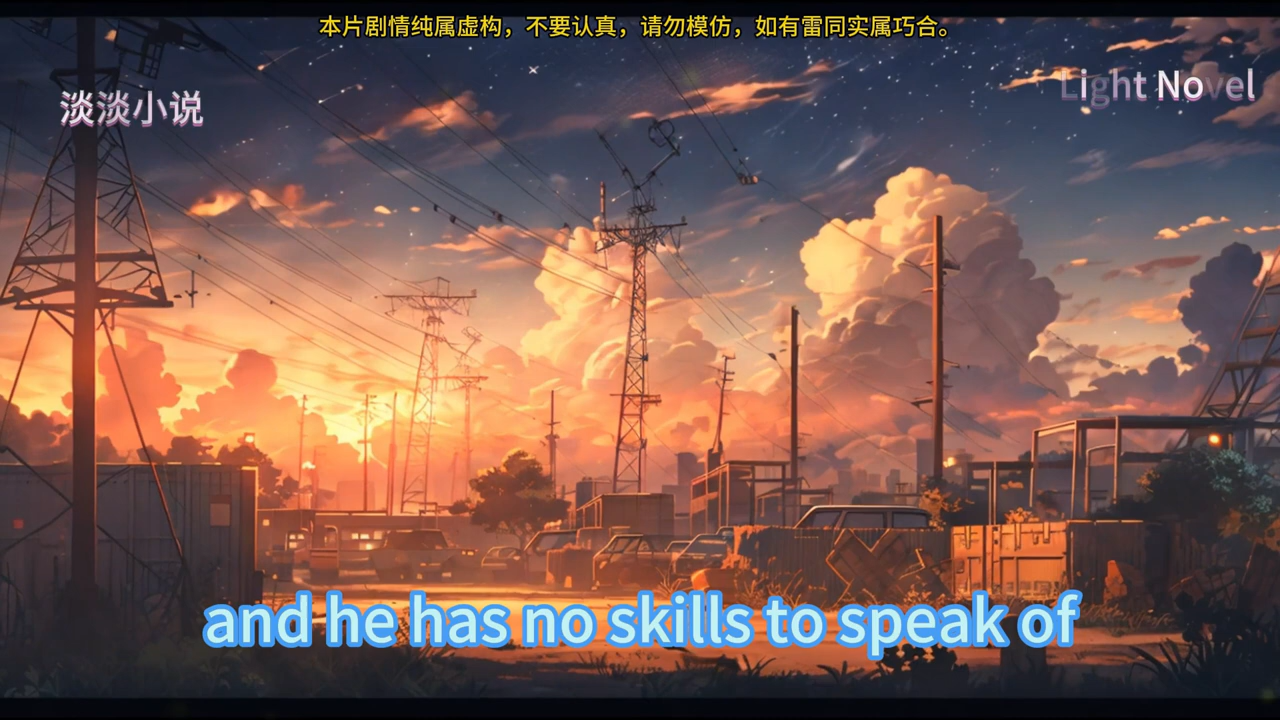 本片剧情纯属虚构，不要认真，请勿模仿，如有雷同实属巧合。
淡淡小说
Light Novel
and he has no skills to speak of